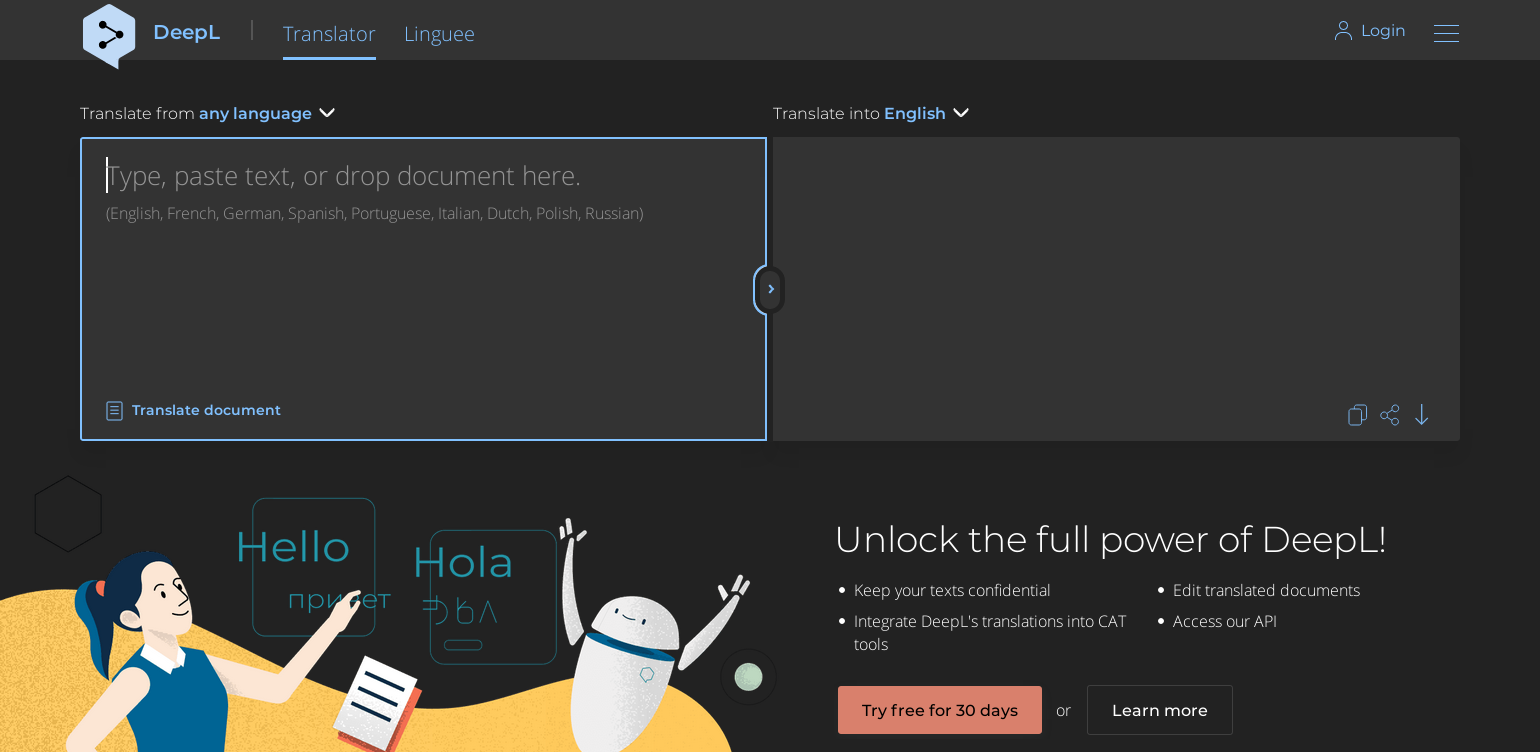 DeepL
Translator
Linguee
Login
Translate from any language
Translate into English
Type, paste text, or drop document here.
(English, French, German, Spanish, Portuguese, Italian, Dutch, Polish, Russian)
Translate document
Hello
Hola
Unlock the full power of DeepL!
Keep your texts confidential
Edit translated documents
Integrate DeepL's translations into CAT
tools
Access our API
Try free for 30 days
or
Learn more